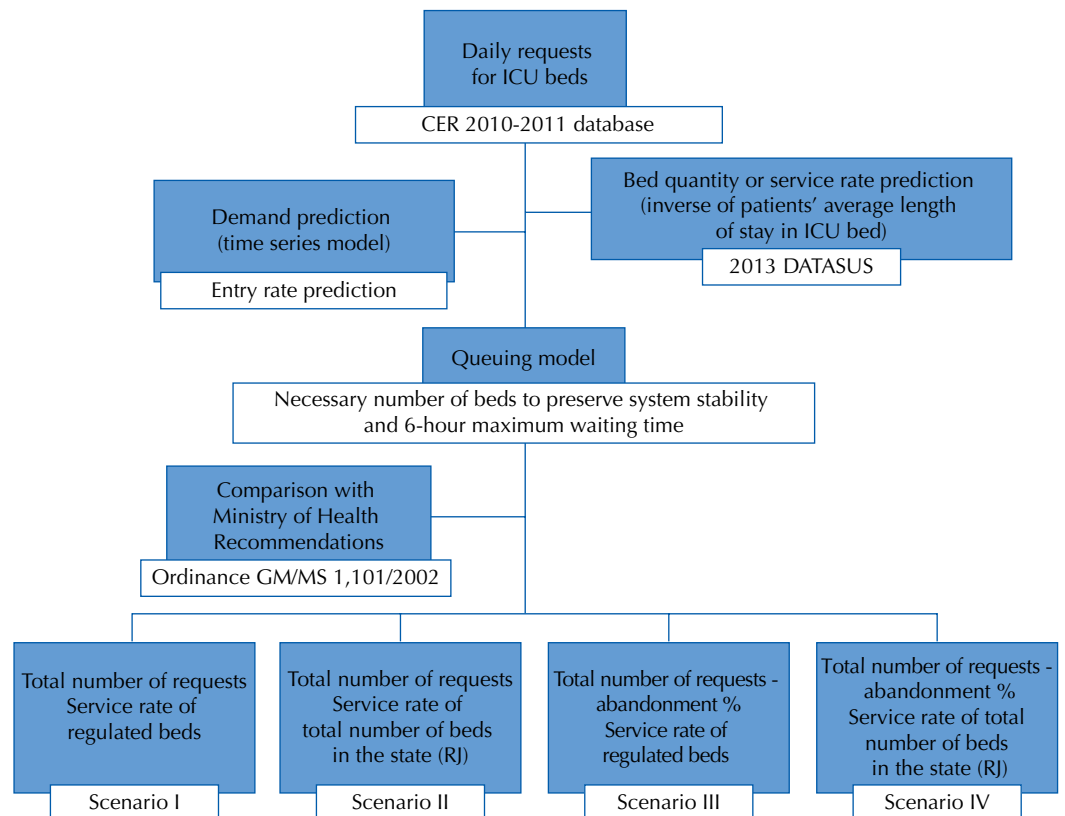 Daily requests
for ICU beds
CER 2010-2011 database
Demand prediction
(time series model)
Entry rate prediction
Bed quantity or service rate prediction
(inverse of patients’ average length
of stay in ICU bed)
2013 DATASUS
Queuing model
Necessary number of beds to preserve system stability
and 6-hour maximum waiting time
Comparison with
Ministry of Health
Recommendations
Ordinance GM/MS 1,101/2002
Total number of requests
Service rate of
regulated beds
Scenario I
Total number of requests
Service rate of
total number of beds
in the state (RJ)
Scenario II
Total number of requests -
abandonment %
Service rate of
regulated beds
Scenario III
Total number of requests -
abandonment %
Service rate of total
number of beds
in the state (RJ)
Scenario IV